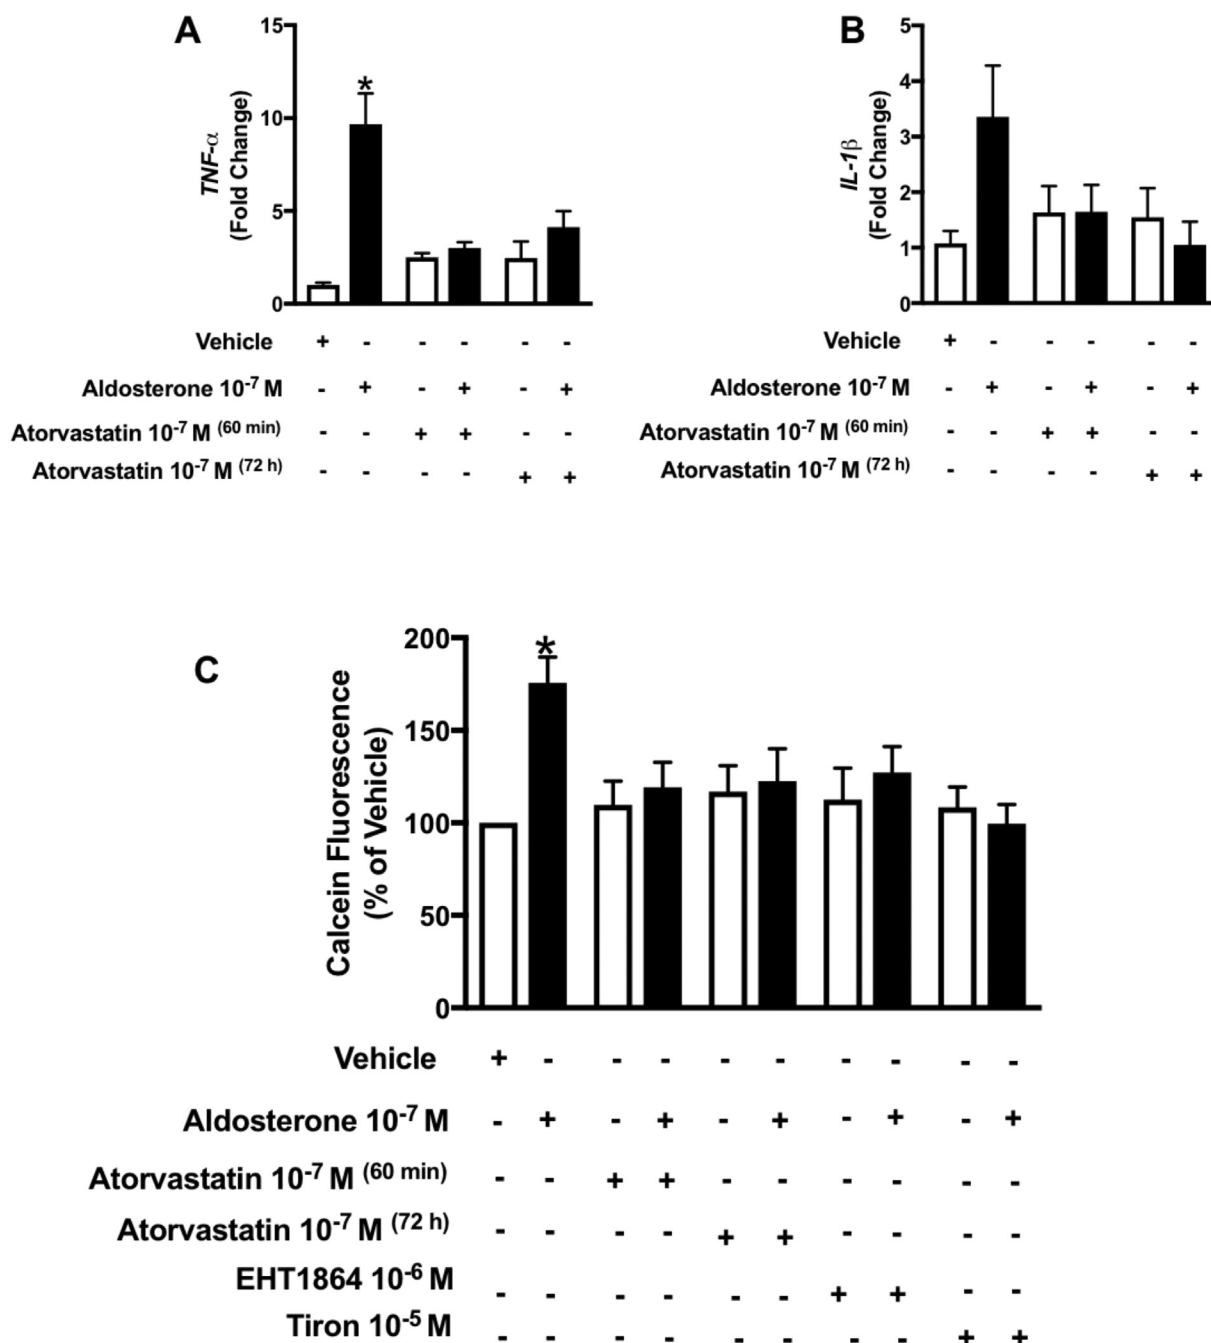 A
TNF-α
(Fold Change)
15
10
5
0
*
Vehicle + - - - - -
Aldosterone 10⁻⁷ M - + - + - +
Atorvastatin 10⁻⁷ M (60 min) - - + + - -
Atorvastatin 10⁻⁷ M (72 h) - - - - + +
B
IL-1β
(Fold Change)
5
4
3
2
1
0
Vehicle + - - - - -
Aldosterone 10⁻⁷ M - + - + - +
Atorvastatin 10⁻⁷ M (60 min) - - + + - -
Atorvastatin 10⁻⁷ M (72 h) - - - - + +
C
Calcein Fluorescence
(% of Vehicle)
200
150
100
50
0
*
Vehicle + - - - - - - - - -
Aldosterone 10⁻⁷ M - + - + - + - + - +
Atorvastatin 10⁻⁷ M (60 min) - - + + - - - - - -
Atorvastatin 10⁻⁷ M (72 h) - - - - + + - - - -
EHT1864 10⁻⁶ M - - - - - - + + - -
Tiron 10⁻⁵ M - - - - - - - - + +